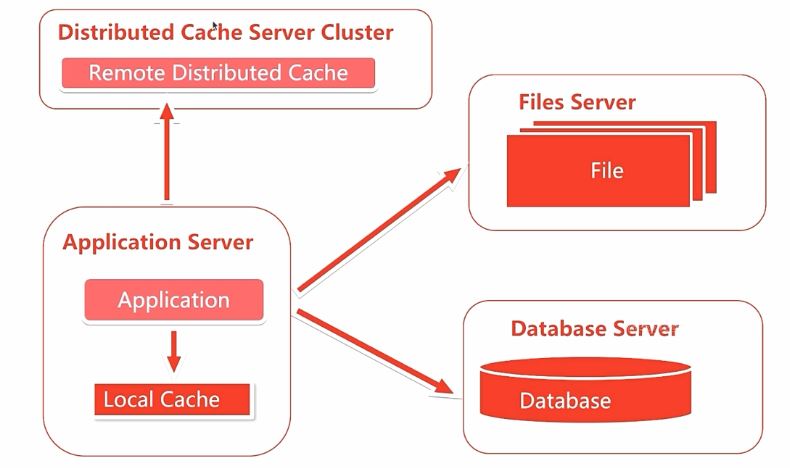 Distributed Cache Server Cluster
Remote Distributed Cache
Files Server
File
Application Server
Application
Local Cache
Database Server
Database